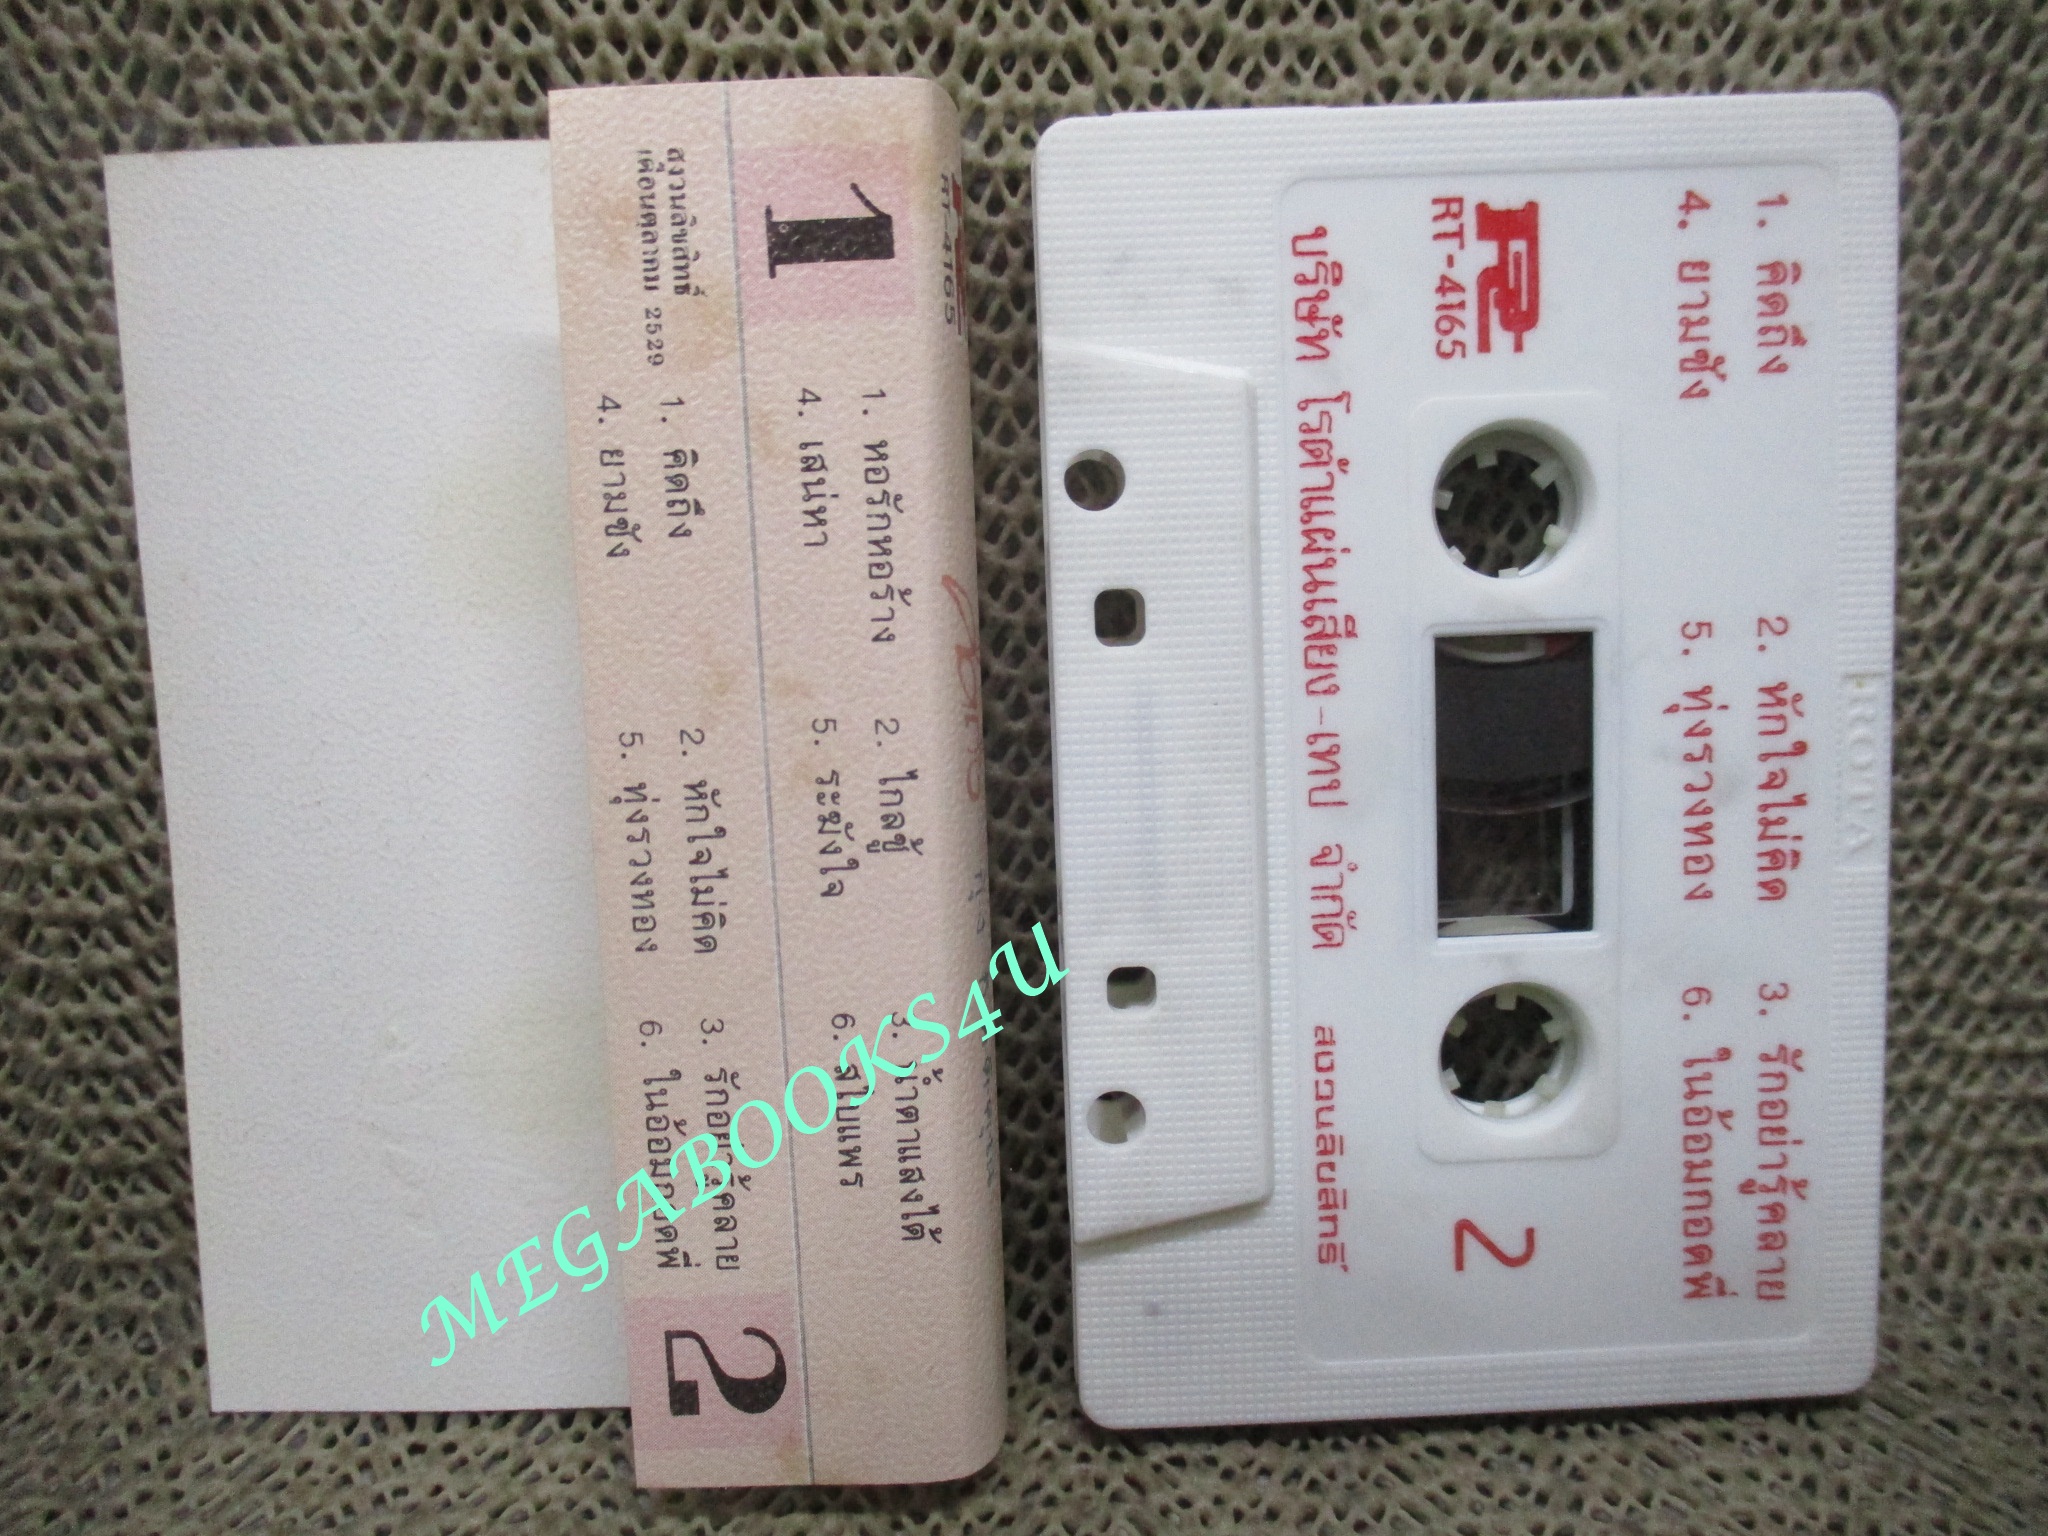 RT-4165
1
1. หอรักหอร้าง 2. ไกลชู้ 3. น้ำตาแสงไต้
4. เสน่หา 5. ระฆังใจ 6. สไบแพร
สงวนลิขสิทธิ์
เดือนตุลาคม 2529
1. คิดถึง 2. หักใจไม่คิด 3. รักอย่ารู้คลาย
4. ยามชัง 5. ทุ่งรวงทอง 6. ในอ้อมกอดพี่
2
ROTA
1. คิดถึง 2. หักใจไม่คิด 3. รักอย่ารู้คลาย
4. ยามชัง 5. ทุ่งรวงทอง 6. ในอ้อมกอดพี่
RT-4165
2
บริษัท โรต้าแผ่นเสียง-เทป จำกัด สงวนลิขสิทธิ์
MEGABOOKS4U